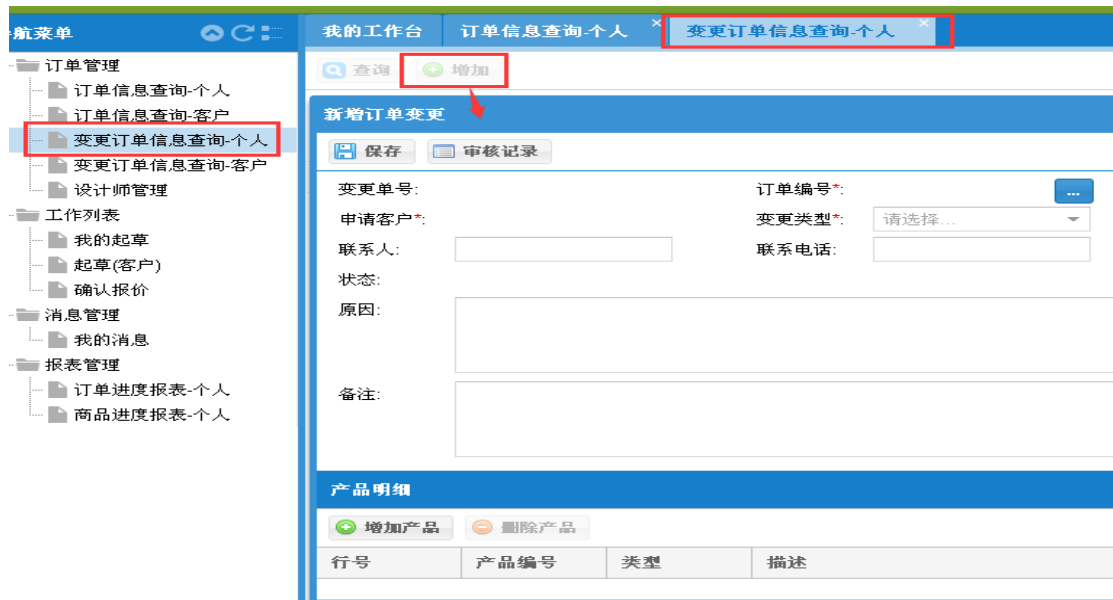 航菜单
订单管理
订单信息查询-个人
订单信息查询-客户
变更订单信息查询-个人
变更订单信息查询-客户
设计师管理
工作列表
我的起草
起草(客户)
确认报价
消息管理
我的消息
报表管理
订单进度报表-个人
商品进度报表-个人
我的工作台 订单信息查询-个人 变更订单信息查询-个人
查询 增加
新增订单变更
保存 审核记录
变更单号: 订单编号*: ...
申请客户*: 变更类型*: 请选择...
联系人: 联系电话:
状态:
原因:
备注:
产品明细
增加产品 删除产品
行号 产品编号 类型 描述